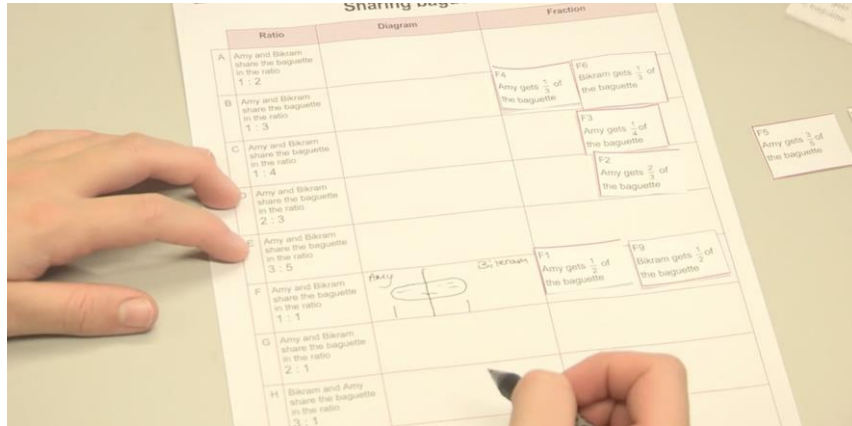 Sharing
Ratio
Diagram
Fraction
A
Amy and Bikram
share the baguette
in the ratio
1 : 2
B
Amy and Bikram
share the baguette
in the ratio
1 : 3
F4
Amy gets 1/3 of
the baguette
F6
Bikram gets 1/3 of
the baguette
C
Amy and Bikram
share the baguette
in the ratio
1 : 4
F3
Amy gets 1/4 of
the baguette
F5
Amy gets 3/5 of
the baguette
D
Amy and Bikram
share the baguette
in the ratio
2 : 3
F2
Amy gets 2/3 of
the baguette
E
Amy and Bikram
share the baguette
in the ratio
3 : 5
F
Amy and Bikram
share the baguette
in the ratio
1 : 1
Amy
Bikram
F1
Amy gets 1/2 of
the baguette
F9
Bikram gets 1/2 of
the baguette
G
Amy and Bikram
share the baguette
in the ratio
2 : 1
H
Bikram and Amy
share the baguette
in the ratio
3 : 1